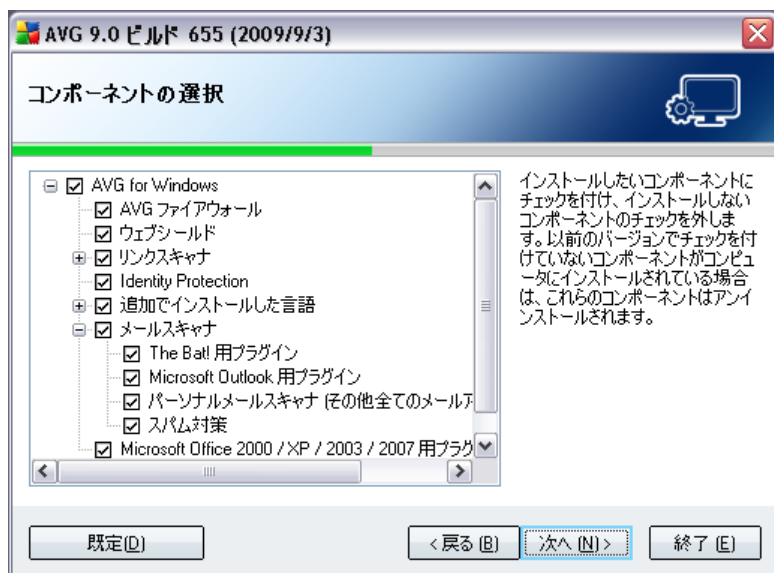 AVG 9.0 ビルド 655 (2009/9/3)
コンポーネントの選択
AVG for Windows
AVG ファイアウォール
ウェブシールド
リンクスキャナ
Identity Protection
追加でインストールした言語
メールスキャナ
The Bat! 用プラグイン
Microsoft Outlook 用プラグイン
パーソナルメールスキャナ (その他全てのメールア
スパム対策
Microsoft Office 2000 / XP / 2003 / 2007 用プラグ
インストールしたいコンポーネントに
チェックを付け、インストールしない
コンポーネントのチェックを外しま
す。以前のバージョンでチェックを付
けていないコンポーネントがコンピュ
ータにインストールされている場合
は、これらのコンポーネントはアンイ
ンストールされます。
既定(D)
< 戻る (B)
次へ (N) >
終了 (E)